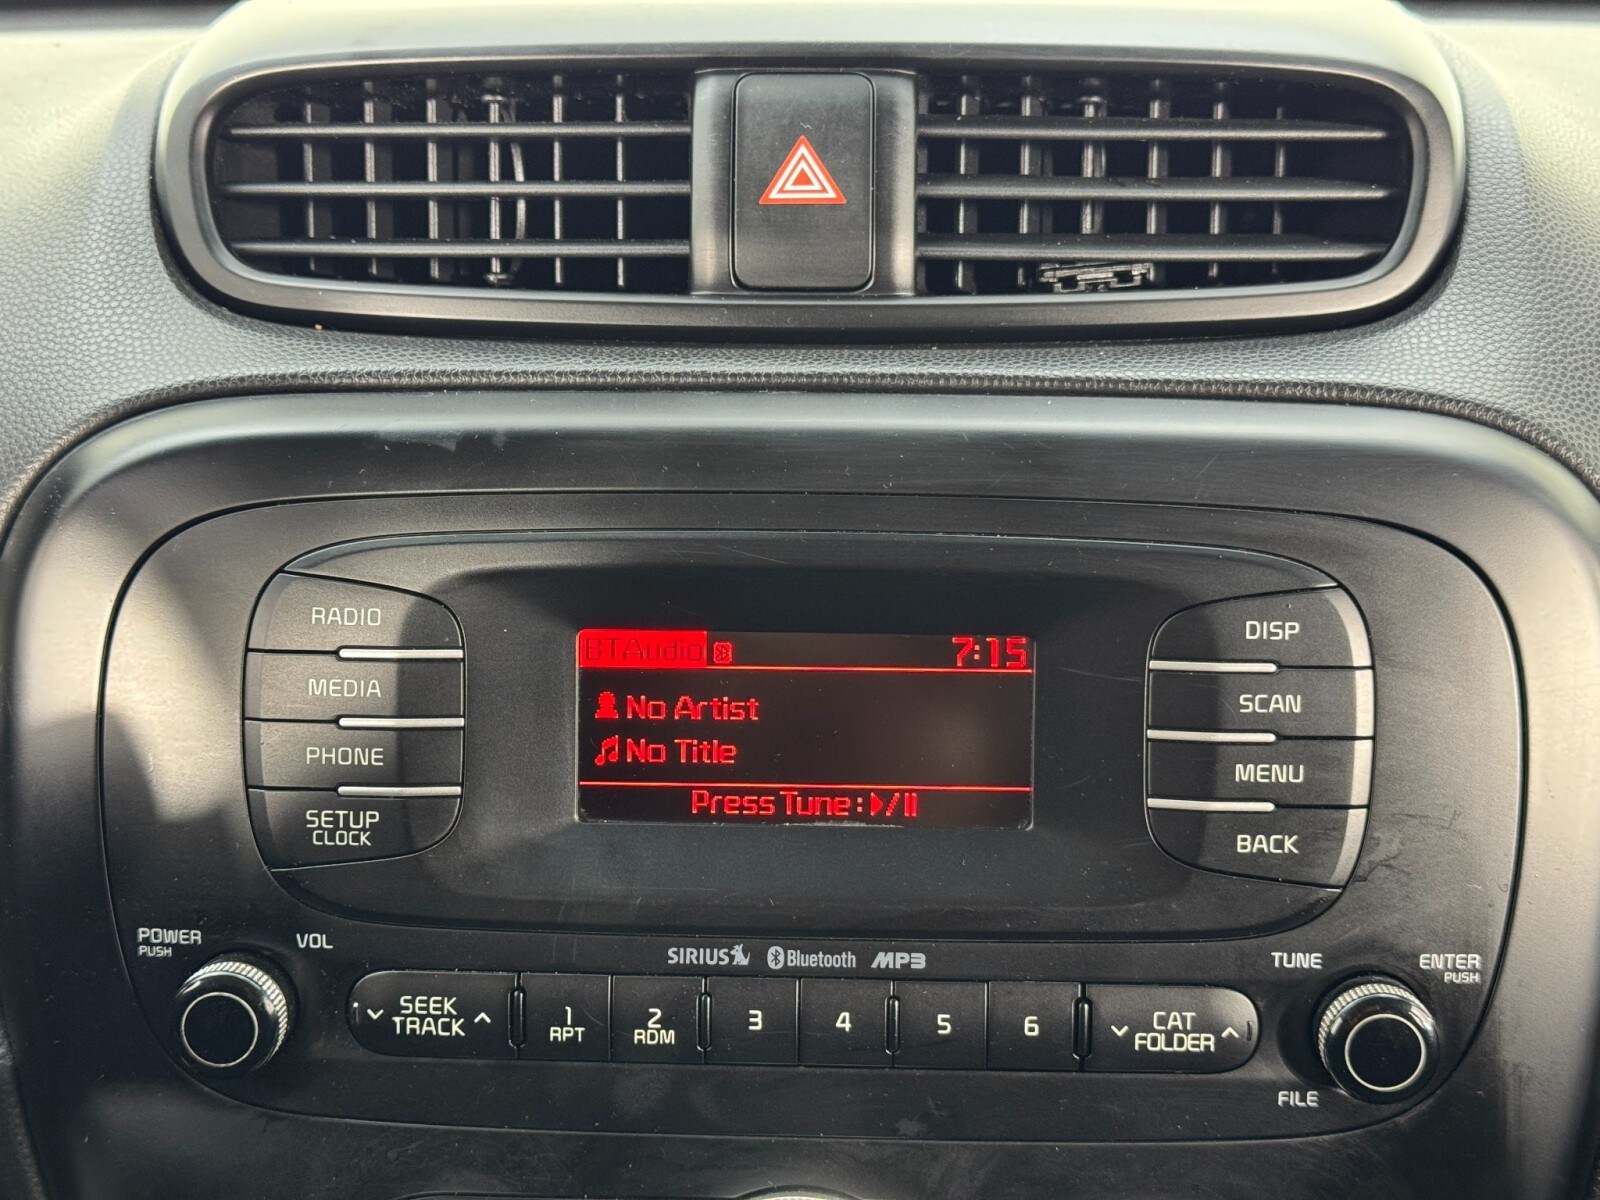 BT Audio 7:15
No Artist
No Title
Press Tune:
RADIO
MEDIA
PHONE
SETUP
CLOCK
DISP
SCAN
MENU
BACK
POWER
PUSH
VOL
SIRIUS Bluetooth MP3
TUNE
ENTER
PUSH
SEEK
TRACK
1
RPT
2
RDM
3
4
5
6
CAT
FOLDER
FILE